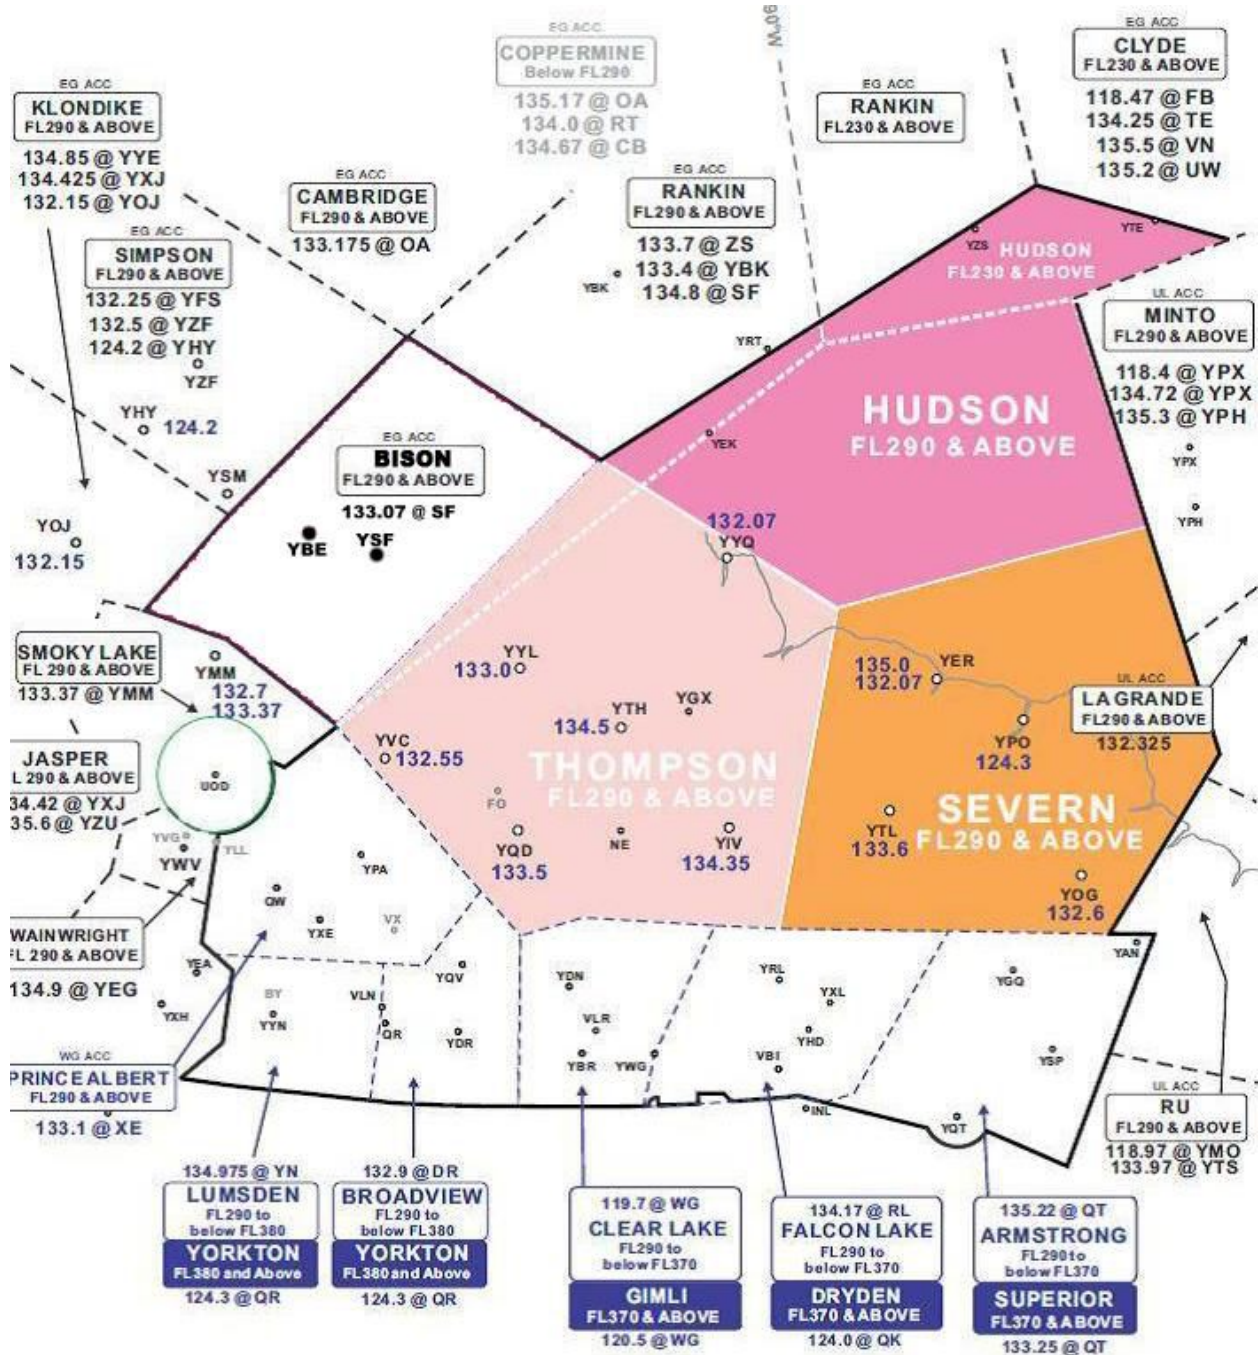 EG ACC
COPPERMINE
Below FL290
135.17 @ OA
134.0 @ RT
134.67 @ CB
90°W
EG ACC
CLYDE
FL230 & ABOVE
118.47 @ FB
134.25 @ TE
135.5 @ VN
135.2 @ UW
EG ACC
KLONDIKE
FL290 & ABOVE
134.85 @ YYE
134.425 @ YXJ
132.15 @ YOJ
EG ACC
RANKIN
FL230 & ABOVE
EG ACC
CAMBRIDGE
FL290 & ABOVE
133.175 @ OA
EG ACC
RANKIN
FL290 & ABOVE
133.7 @ ZS
133.4 @ YBK
134.8 @ SF
YBK
EG ACC
SIMPSON
FL290 & ABOVE
132.25 @ YFS
132.5 @ YZF
124.2 @ YHY
YZF
YHY 124.2
YZS
YTE
HUDSON
FL230 & ABOVE
UL ACC
MINTO
FL290 & ABOVE
118.4 @ YPX
134.72 @ YPX
135.3 @ YPH
YPX
YPH
YRT
YEK
HUDSON
FL290 & ABOVE
EG ACC
BISON
FL290 & ABOVE
133.07 @ SF
YBE
YSF
YSM
YOJ
132.15
132.07
YYQ
SMOKY LAKE
FL 290 & ABOVE
133.37 @ YMM
YMM
132.7
133.37
YYL
133.0
YTH
134.5
YGX
135.0
132.07
YER
UL ACC
LA GRANDE
FL290 & ABOVE
132.325
YPO
124.3
JASPER
L 290 & ABOVE
34.42 @ YXJ
35.6 @ YZU
UOD
YVC
132.55
THOMPSON
FL290 & ABOVE
FO
YQD
133.5
NE
YIV
134.35
SEVERN
FL290 & ABOVE
YTL
133.6
YOG
132.6
YVG
YWV
YLL
YPA
QW
YXE
VX
WAINWRIGHT
FL 290 & ABOVE
134.9 @ YEG
YEA
YXH
BY
YYN
VLN
QR
YQV
YDR
YDN
VLR
YBR
YWG
YRL
YXL
YHD
VBI
INL
YAN
YGQ
YSP
YQT
WG ACC
PRINCE ALBERT
FL290 & ABOVE
133.1 @ XE
UL ACC
RU
FL290 & ABOVE
118.97 @ YMO
133.97 @ YTS
134.975 @ YN
LUMSDEN
FL290 to
below FL380
YORKTON
FL380 and Above
124.3 @ QR
132.9 @ DR
BROADVIEW
FL290 to
below FL380
YORKTON
FL380 and Above
124.3 @ QR
119.7 @ WG
CLEAR LAKE
FL290 to
below FL370
GIMLI
FL370 & ABOVE
120.5 @ WG
134.17 @ RL
FALCON LAKE
FL290 to
below FL370
DRYDEN
FL370 & ABOVE
124.0 @ QK
135.22 @ QT
ARMSTRONG
FL290 to
below FL370
SUPERIOR
FL370 & ABOVE
133.25 @ QT